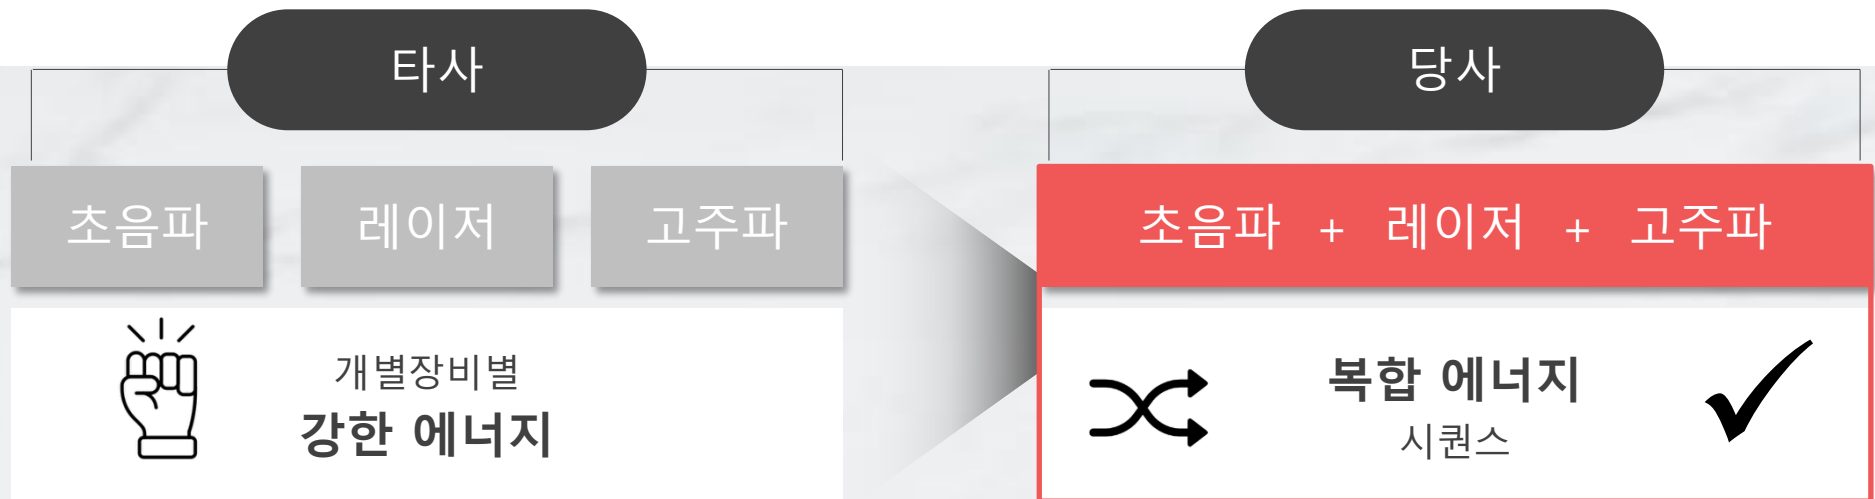 타사
초음파
레이저
고주파
개별장비별
강한 에너지
당사
초음파 + 레이저 + 고주파
복합 에너지
시퀀스